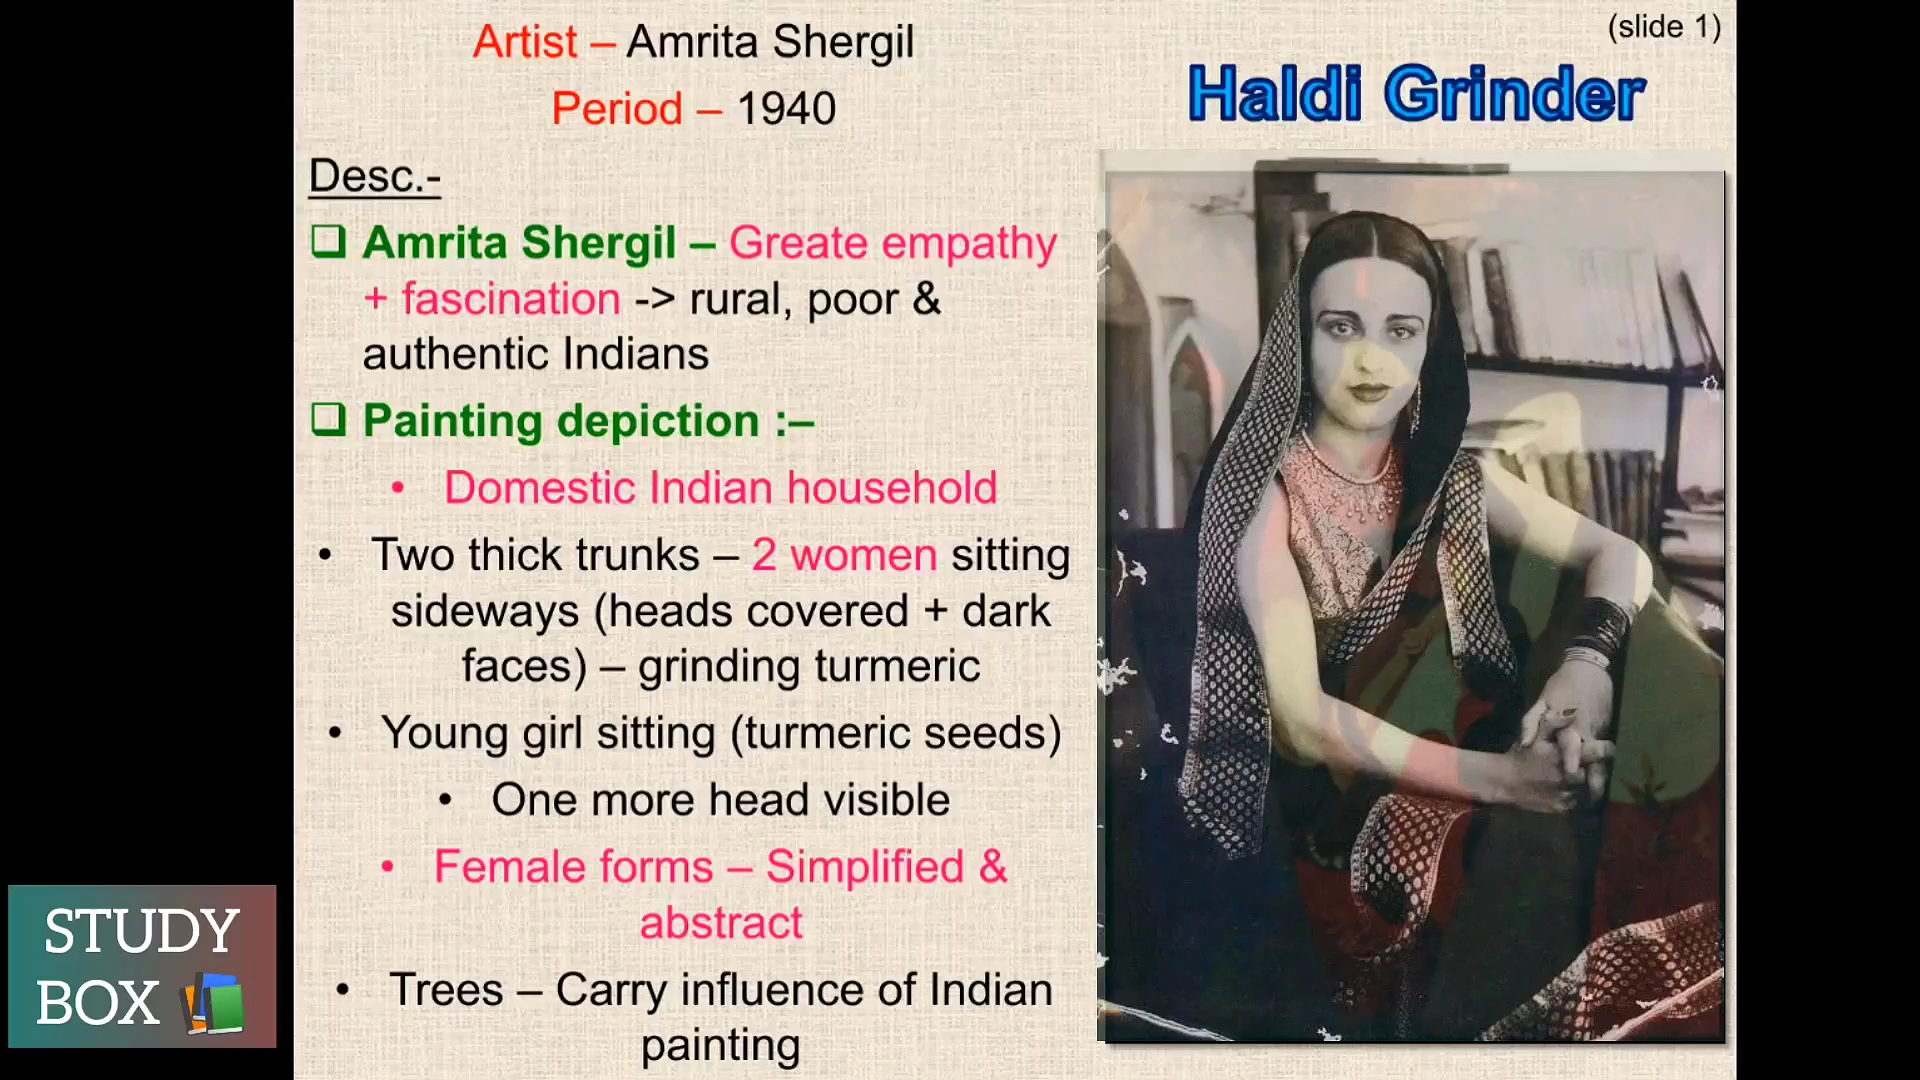 Artist – Amrita Shergil
Period – 1940
Desc.-
❑ Amrita Shergil – Greate empathy
+ fascination -> rural, poor &
authentic Indians
❑ Painting depiction :–
• Domestic Indian household
• Two thick trunks – 2 women sitting
sideways (heads covered + dark
faces) – grinding turmeric
• Young girl sitting (turmeric seeds)
• One more head visible
• Female forms – Simplified &
abstract
• Trees – Carry influence of Indian
painting
(slide 1)
Haldi Grinder
STUDY
BOX